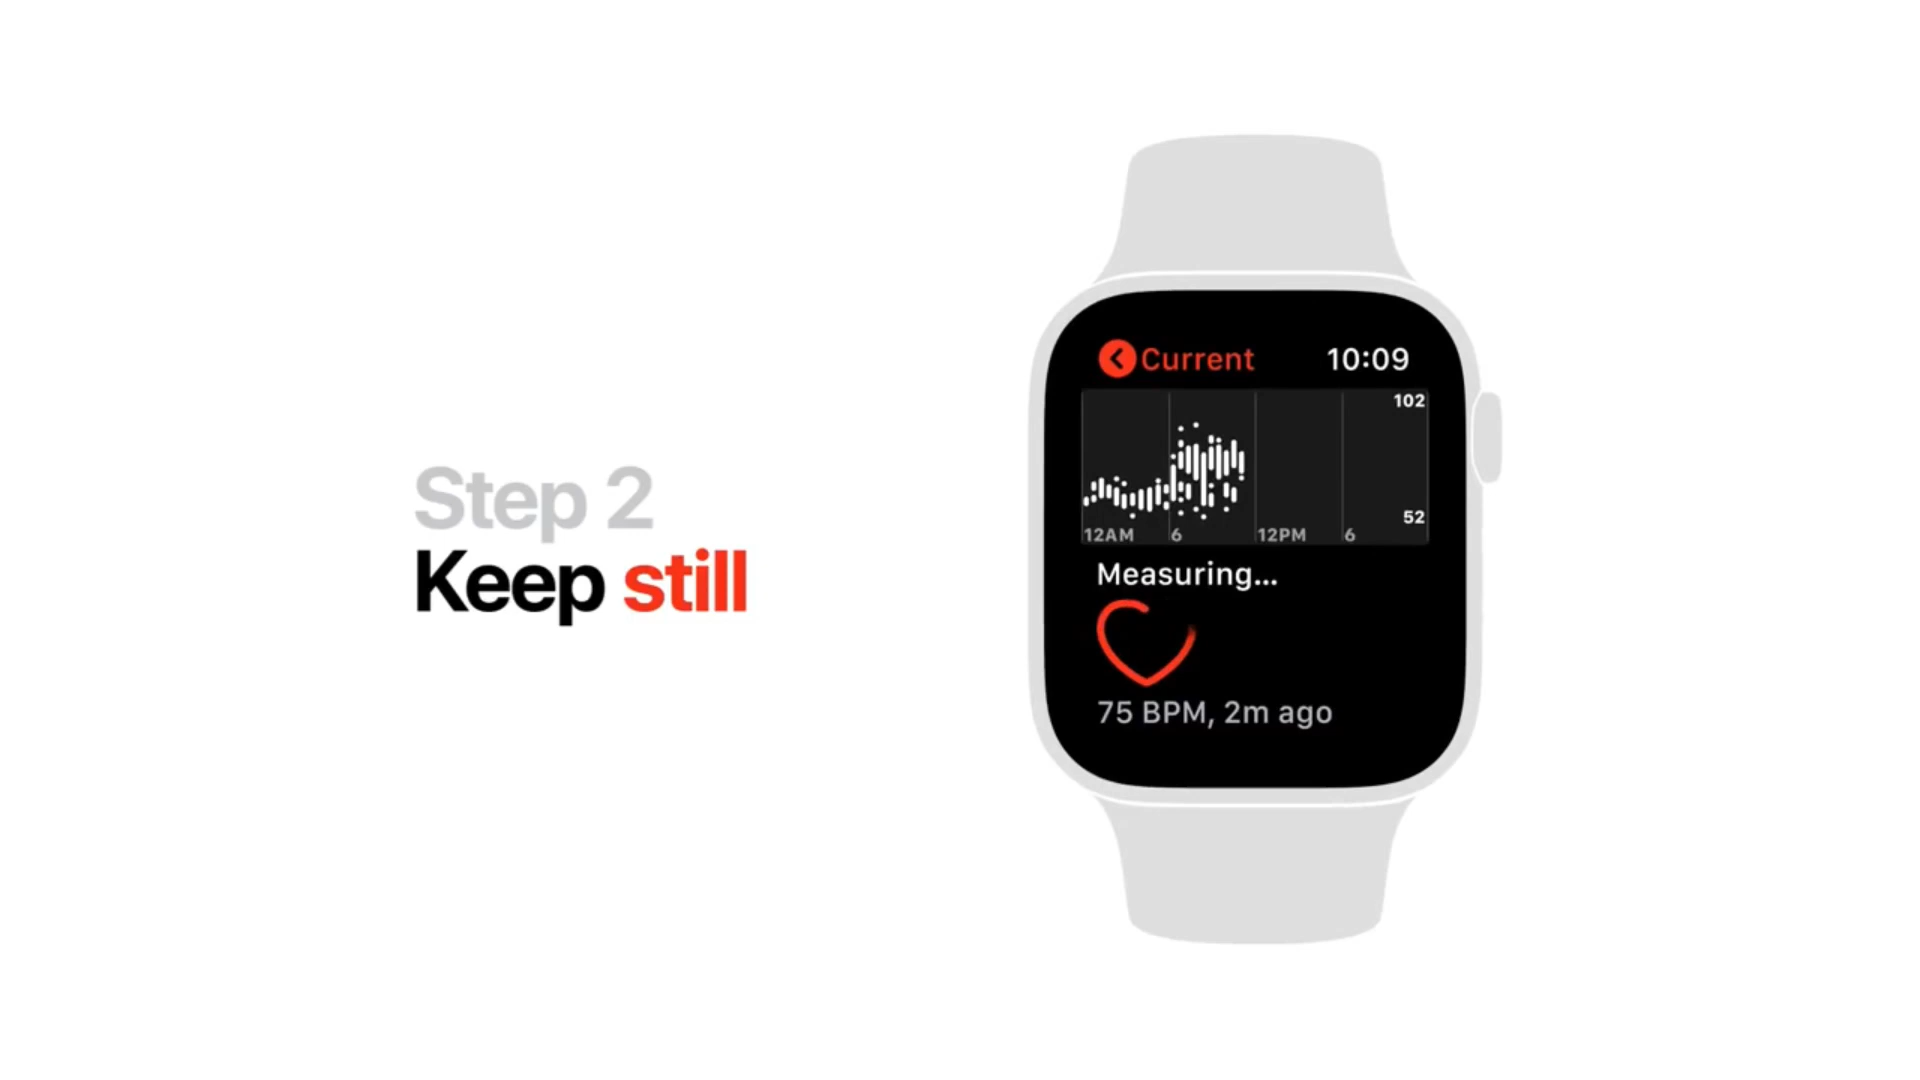 Step 2
Keep still
Current 10:09
102
52
12AM 6 12PM 6
Measuring...
75 BPM, 2m ago